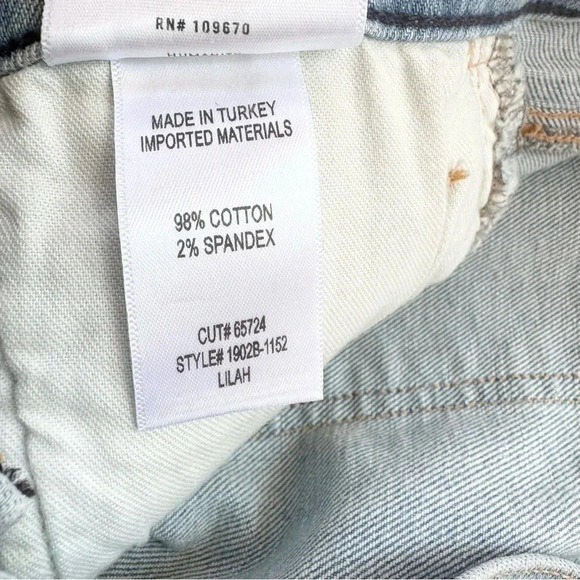 RN# 109670
MADE IN TURKEY
IMPORTED MATERIALS
98% COTTON
2% SPANDEX
CUT# 65724
STYLE# 1902B-1152
LILAH